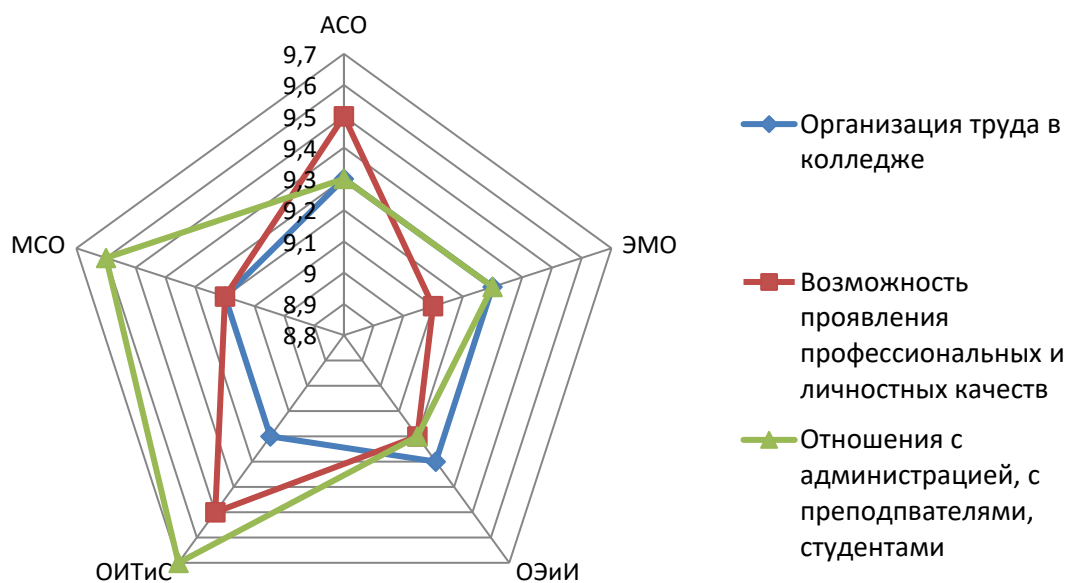 АСО
9,7
9,6
9,5
9,4
9,3
9,2
9,1
9
8,9
8,8
ЭМО
ОЭиИ
ОИТиС
МСО
Организация труда в
колледже
Возможность
проявления
профессиональных и
личностных качеств
Отношения с
администрацией, с
преподпвателями,
студентами